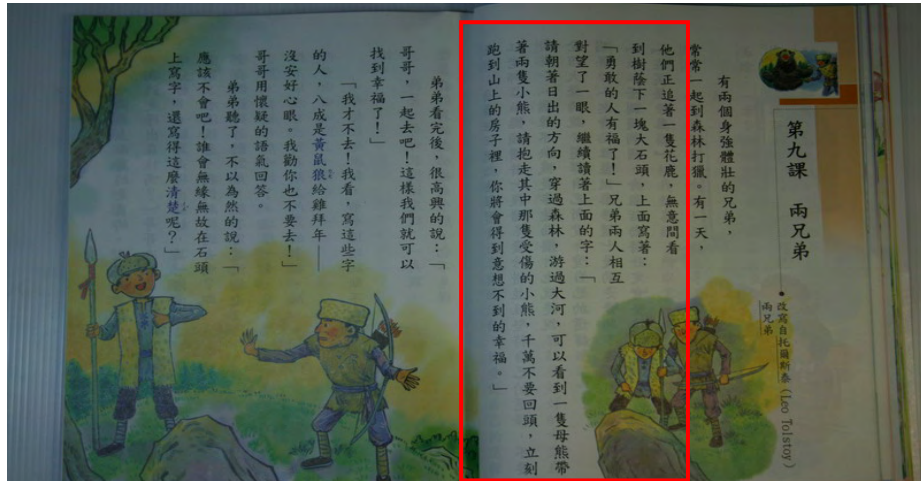 第九課 兩兄弟
•改寫自托爾斯泰(Leo Tolstoy)
兩兄弟
有兩個身強體壯的兄弟，
常常一起到森林打獵。有一天，
他們正追著一隻花鹿，無意間看
到樹蔭下一塊大石頭，上面寫著：
「勇敢的人有福了！」兄弟兩人相互
對望了一眼，繼續讀著上面的字：「
請朝著日出的方向，穿過森林，游過大河，可以看到一隻母熊帶
著兩隻小熊，請抱走其中那隻受傷的小熊，千萬不要回頭，立刻
跑到山上的房子裡，你將會得到意想不到的幸福。」
弟弟看完後，很高興的說：「
哥哥，一起去吧！這樣我們就可以
找到幸福了！」
「我才不去！我看，寫這些字
的人，八成是黃鼠狼給雞拜年——
沒安好心眼。我勸你也不要去！」
哥哥用懷疑的語氣回答。
弟弟聽了，不以為然的說：「
應該不會吧！誰會無緣無故在石頭
上寫字，還寫得這麼清楚呢？」